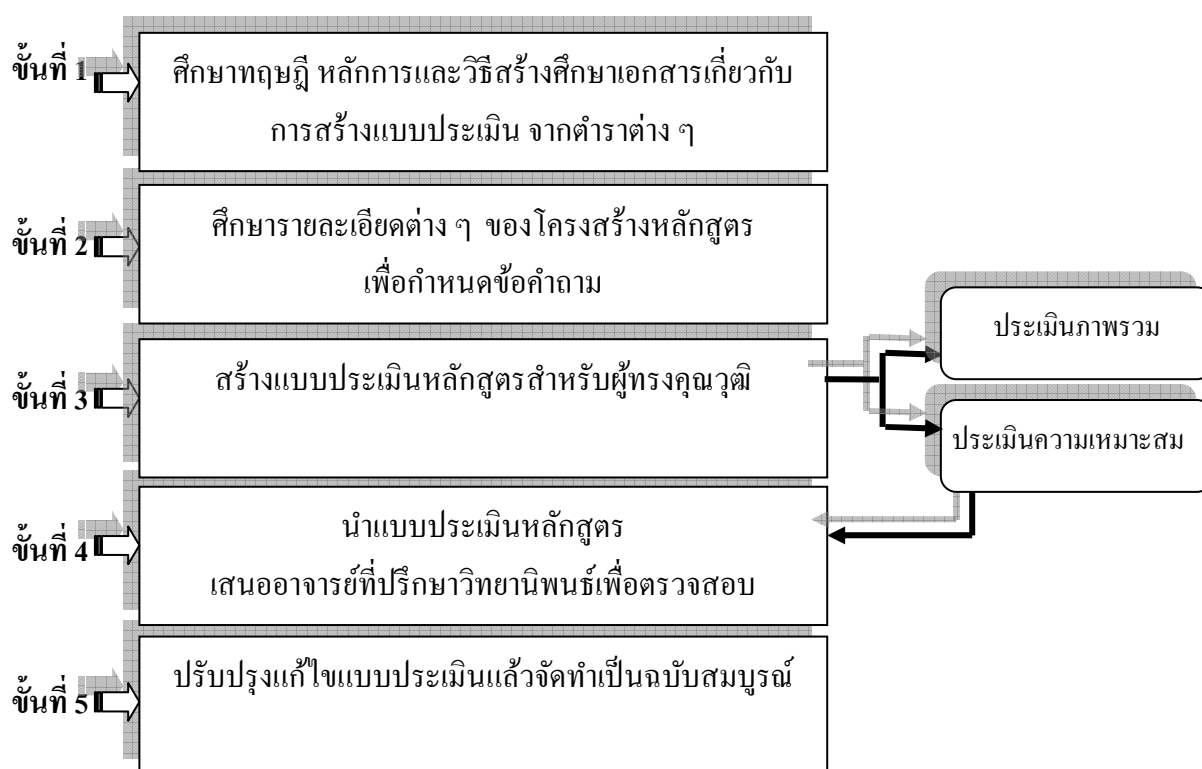 ขั้นที่ 1
ศึกษาทฤษฎี หลักการและวิธีสร้างศึกษาเอกสารเกี่ยวกับ
การสร้างแบบประเมิน จากตำราต่าง ๆ
ขั้นที่ 2
ศึกษารายละเอียดต่าง ๆ ของโครงสร้างหลักสูตร
เพื่อกำหนดข้อคำถาม
ขั้นที่ 3
สร้างแบบประเมินหลักสูตรสำหรับผู้ทรงคุณวุฒิ
ประเมินภาพรวม
ประเมินความเหมาะสม
ขั้นที่ 4
นำแบบประเมินหลักสูตร
เสนออาจารย์ที่ปรึกษาวิทยานิพนธ์เพื่อตรวจสอบ
ขั้นที่ 5
ปรับปรุงแก้ไขแบบประเมินแล้วจัดทำเป็นฉบับสมบูรณ์